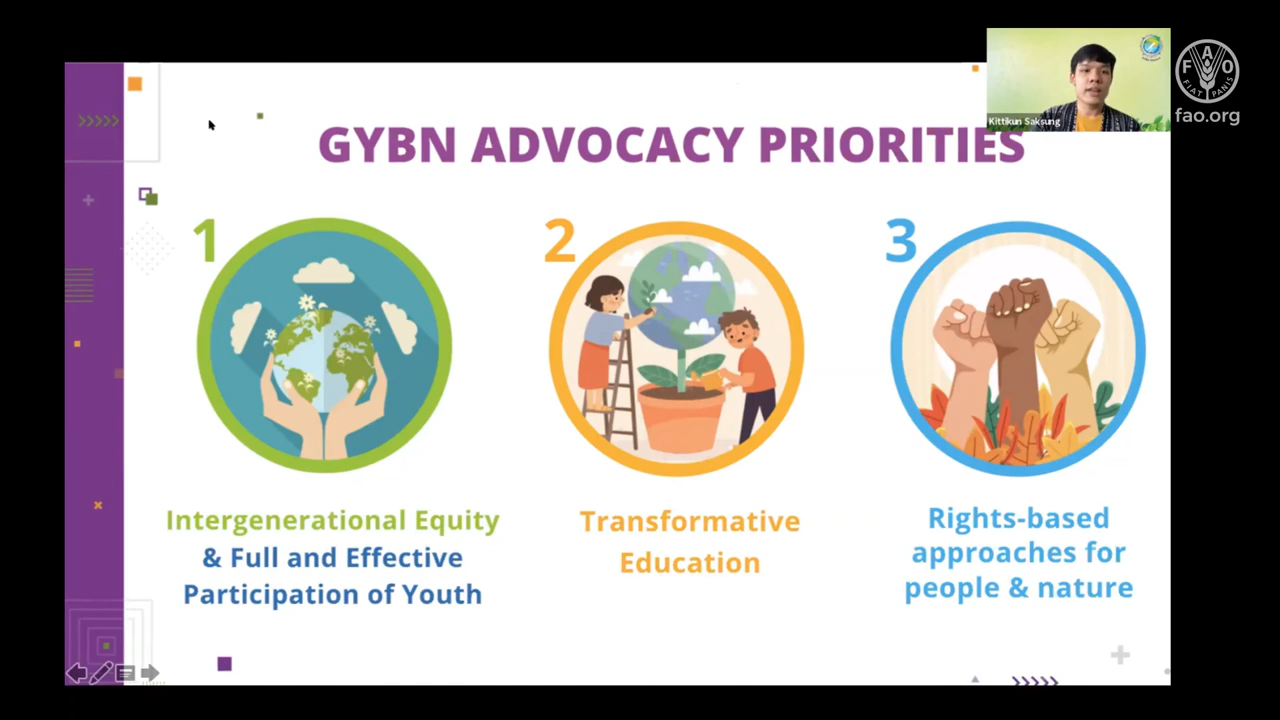 GYBN ADVOCACY PRIORITIES
1
2
3
Intergenerational Equity
& Full and Effective
Participation of Youth
Transformative
Education
Rights-based
approaches for
people & nature
Kittikun Saksung
F A O
FIAT PANIS
fao.org